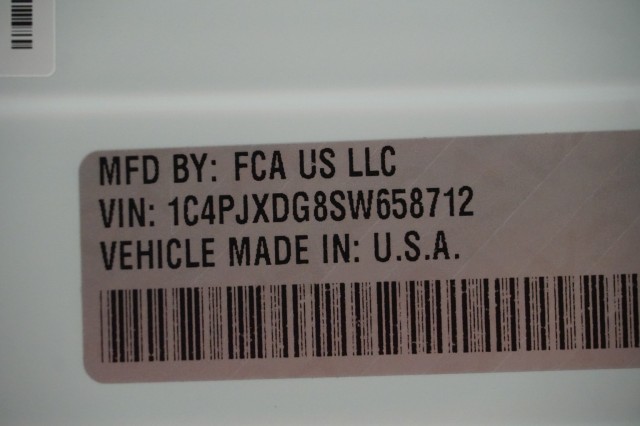 MFD BY: FCA US LLC
VIN: 1C4PJXDG8SW658712
VEHICLE MADE IN: U.S.A.